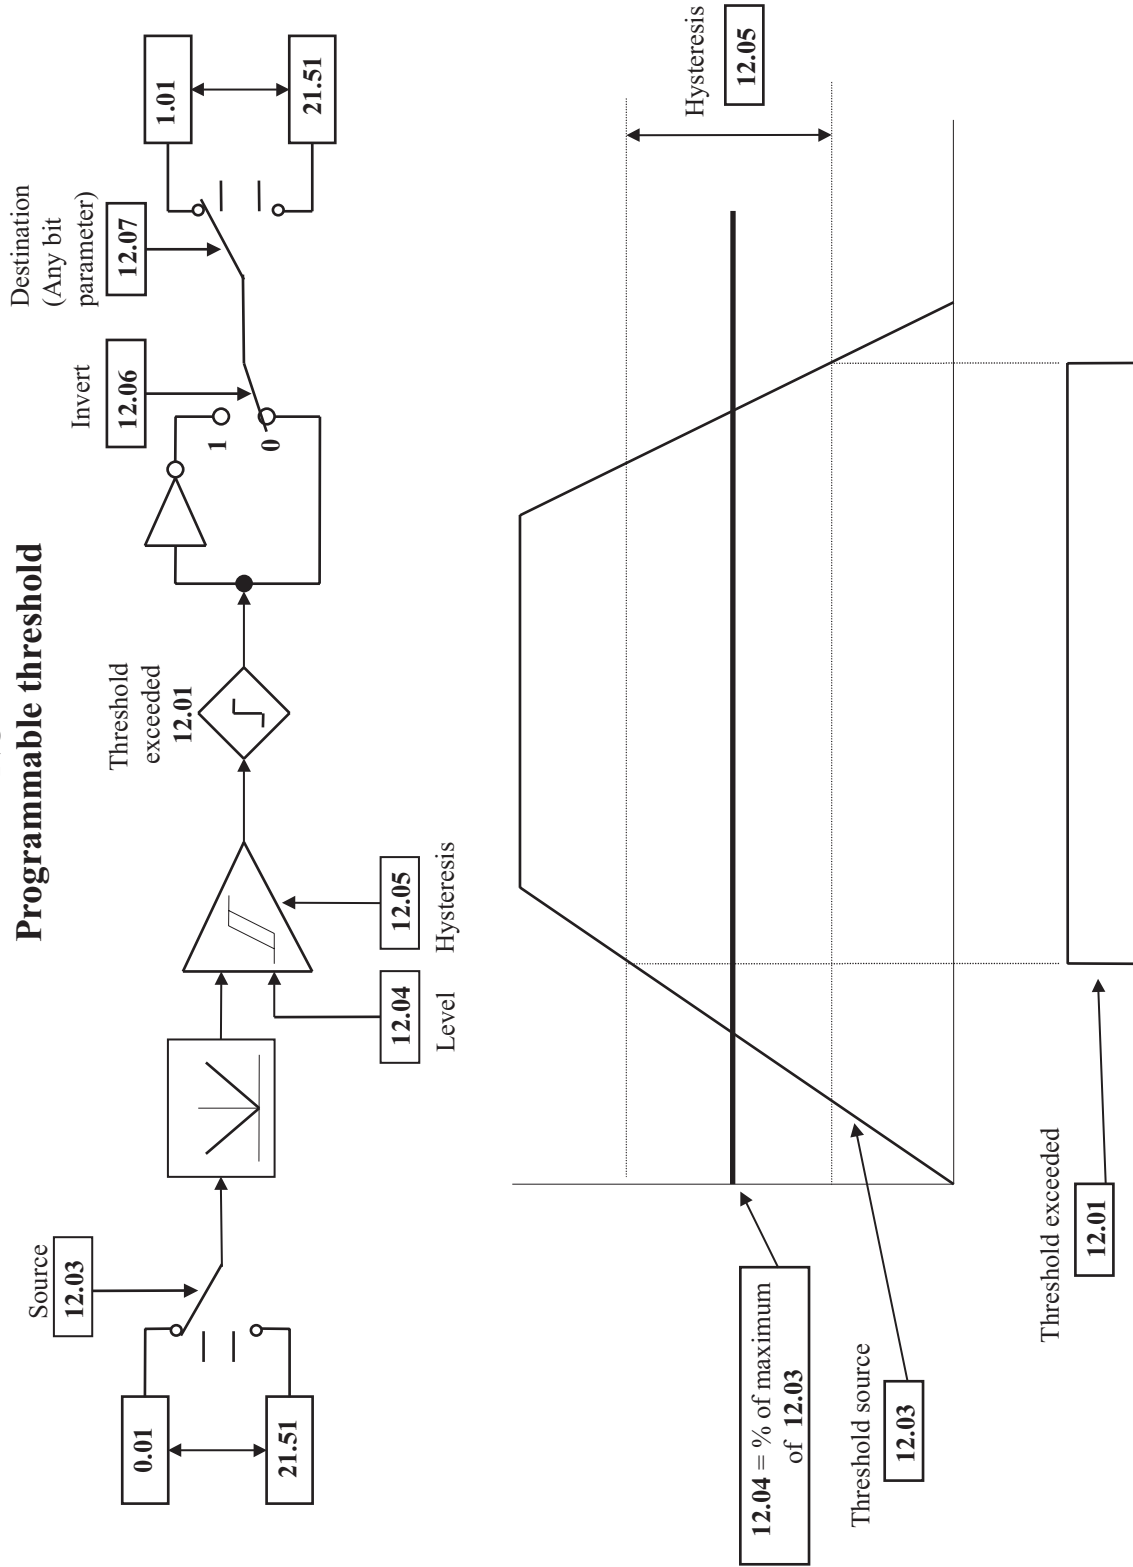 Programmable threshold
Source
12.03
0.01
21.51
12.04
Level
12.05
Hysteresis
Threshold
exceeded
12.01
Invert
12.06
1
0
Destination
(Any bit
parameter)
12.07
1.01
21.51
Hysteresis
12.05
12.04 = % of maximum
of 12.03
Threshold source
12.03
Threshold exceeded
12.01